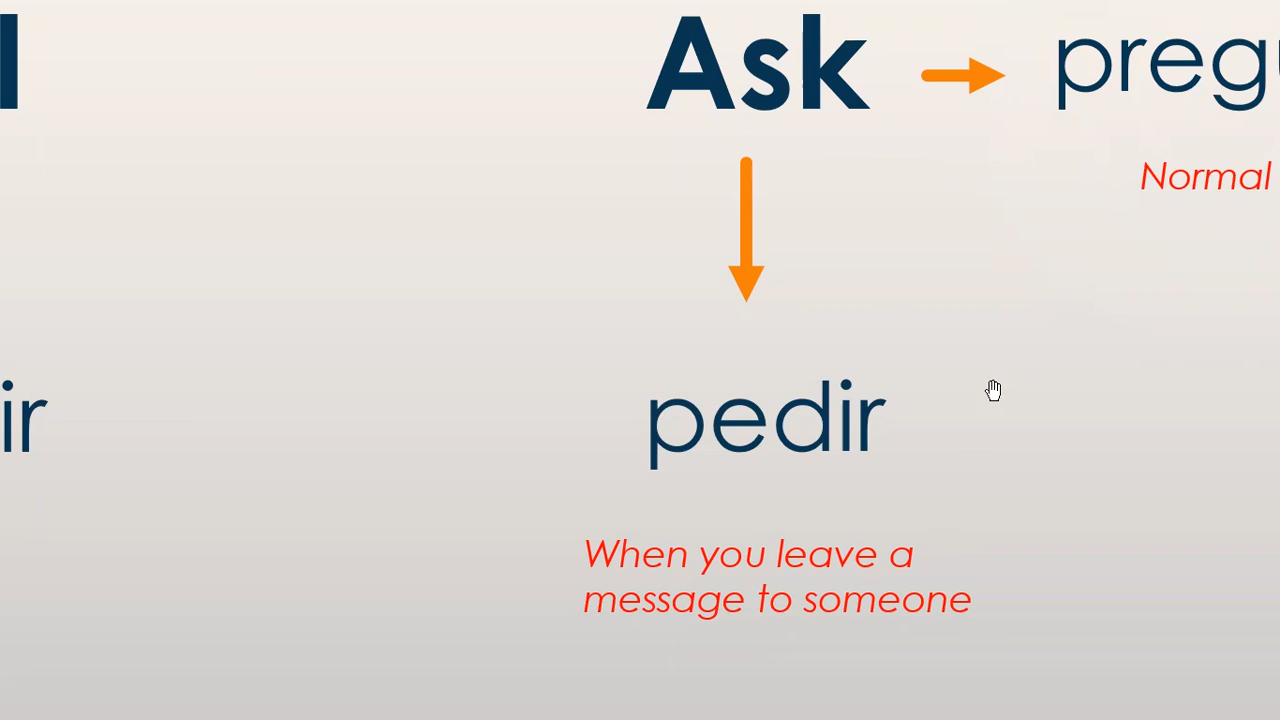 Ask
Normal
pedir
When you leave a
message to someone